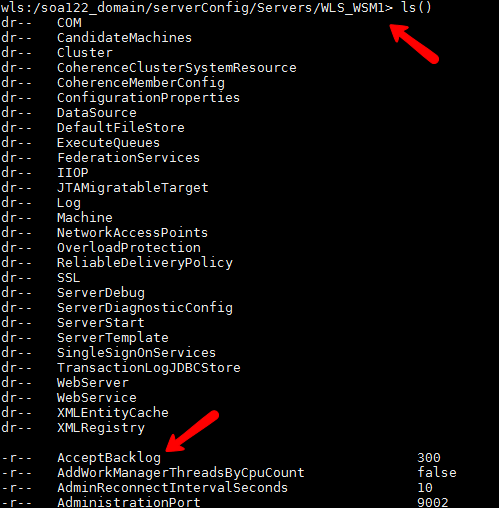 wls:/soa122_domain/serverConfig/Servers/WLS_WSM1> ls()
dr-- COM
dr-- CandidateMachines
dr-- Cluster
dr-- CoherenceClusterSystemResource
dr-- CoherenceMemberConfig
dr-- ConfigurationProperties
dr-- DataSource
dr-- DefaultFileStore
dr-- ExecuteQueues
dr-- FederationServices
dr-- IIOP
dr-- JTAMigratableTarget
dr-- Log
dr-- Machine
dr-- NetworkAccessPoints
dr-- OverloadProtection
dr-- ReliableDeliveryPolicy
dr-- SSL
dr-- ServerDebug
dr-- ServerDiagnosticConfig
dr-- ServerStart
dr-- ServerTemplate
dr-- SingleSignOnServices
dr-- TransactionLogJDBCStore
dr-- WebServer
dr-- WebService
dr-- XMLEntityCache
dr-- XMLRegistry
-r-- AcceptBacklog 300
-r-- AddWorkManagerThreadsByCpuCount false
-r-- AdminReconnectIntervalSeconds 10
-r-- AdministrationPort 9002